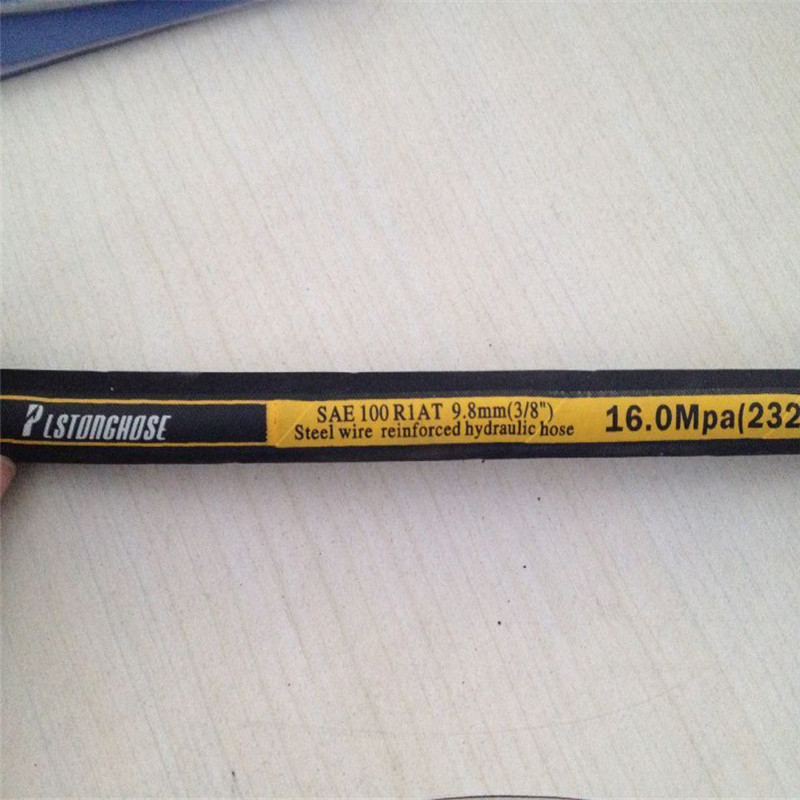 PLSTONGHOSE
SAE 100 R1AT 9.8mm(3/8")
Steel wire reinforced hydraulic hose
16.0Mpa(232